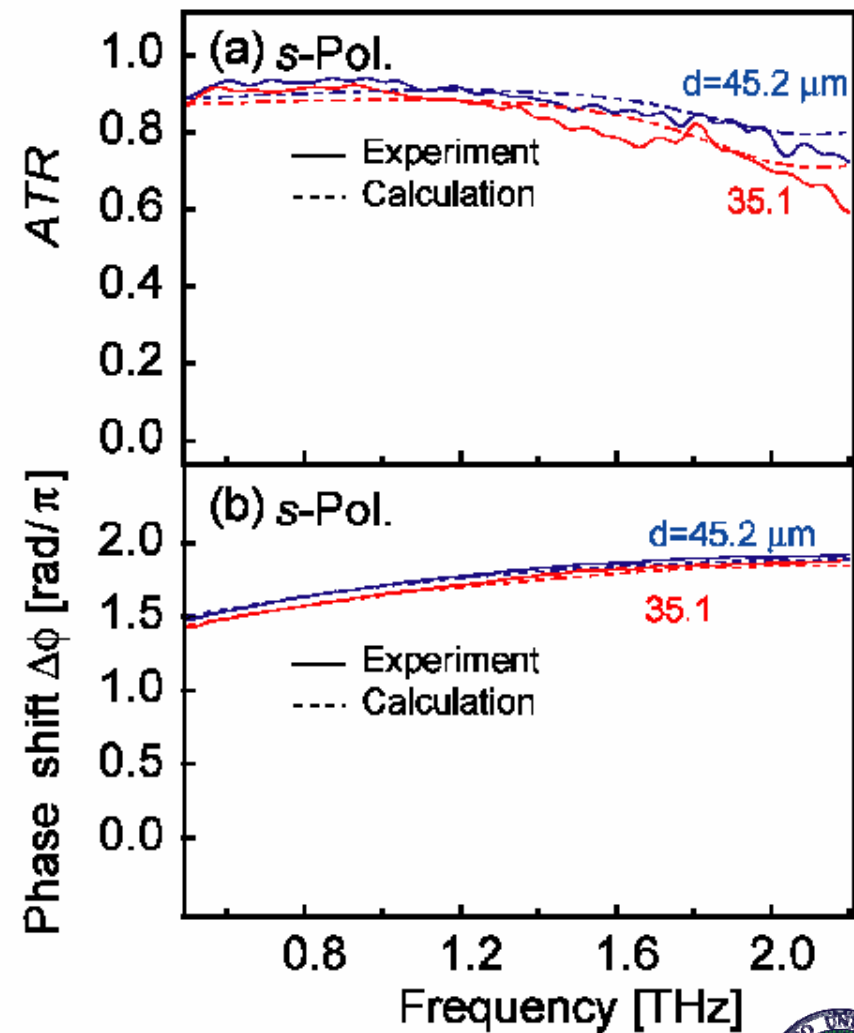 (a) s-Pol.
d=45.2 μm
Experiment
Calculation
35.1
ATR
1.0
0.8
0.6
0.4
0.2
0.0
(b) s-Pol.
d=45.2 μm
35.1
Experiment
Calculation
Phase shift Δϕ [rad/π]
2.0
1.5
1.0
0.5
0.0
0.8 1.2 1.6 2.0
Frequency [THz]